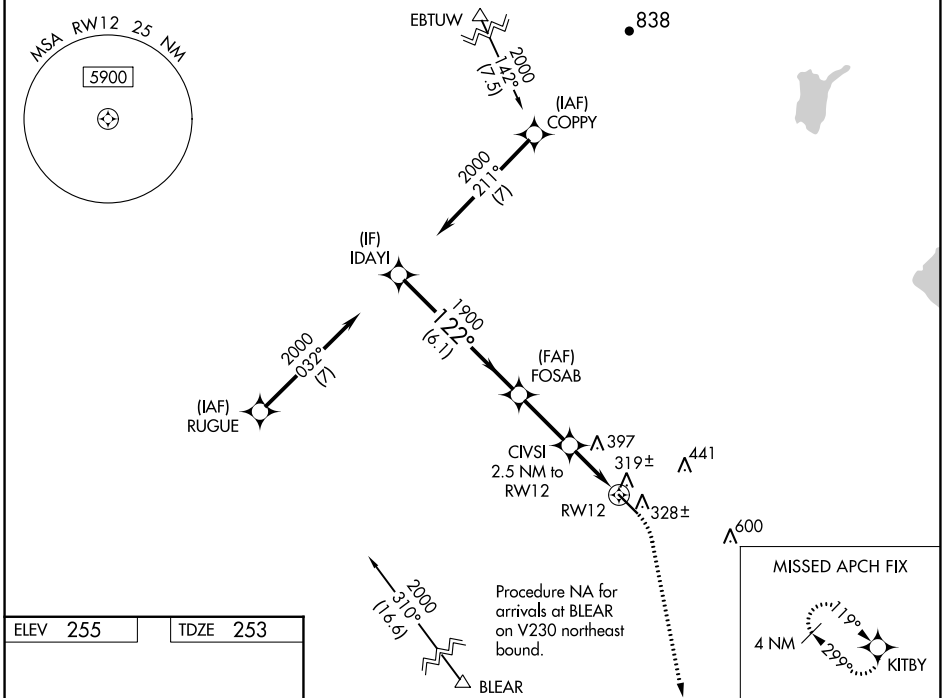 MSA RW12 25 NM
5900
EBTUW
2000
142°
(7.5)
838
(IAF)
COPPY
2000
211°
(7)
(IF)
IDAYI
1900
122°
(6.1)
2000
032°
(7)
(IAF)
RUGUE
(FAF)
FOSAB
CIVSI
2.5 NM to
RW12
397
319±
441
RW12
328±
600
2000
310°
(16.6)
BLEAR
Procedure NA for
arrivals at BLEAR
on V230 northeast
bound.
MISSED APCH FIX
4 NM
119°
299°
KITBY
ELEV 255
TDZE 253